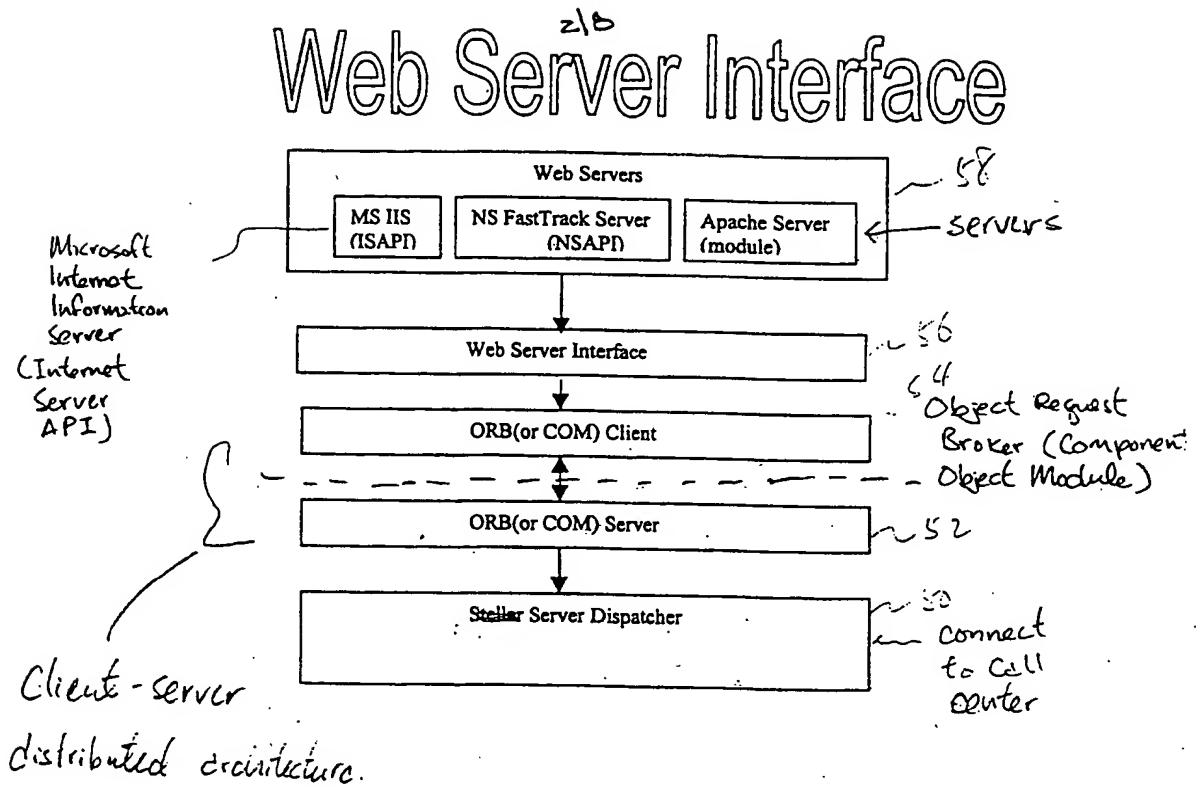 2/8
Web Server Interface
Web Servers
58
MS IIS
(ISAPI)
NS FastTrack Server
(NSAPI)
Apache Server
(module)
servers
Microsoft
Internet
Information
Server
(Internet
Server
API)
Web Server Interface
56
54
ORB(or COM) Client
Object Request
Broker (Component
Object Module)
ORB(or COM) Server
52
Stellar Server Dispatcher
50
connect
to Call
center
Client-server
distributed architecture.